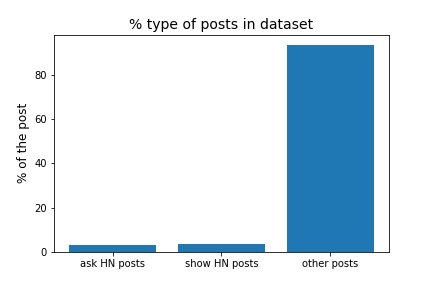 % type of posts in dataset
% of the post
80
60
40
20
0
ask HN posts
show HN posts
other posts